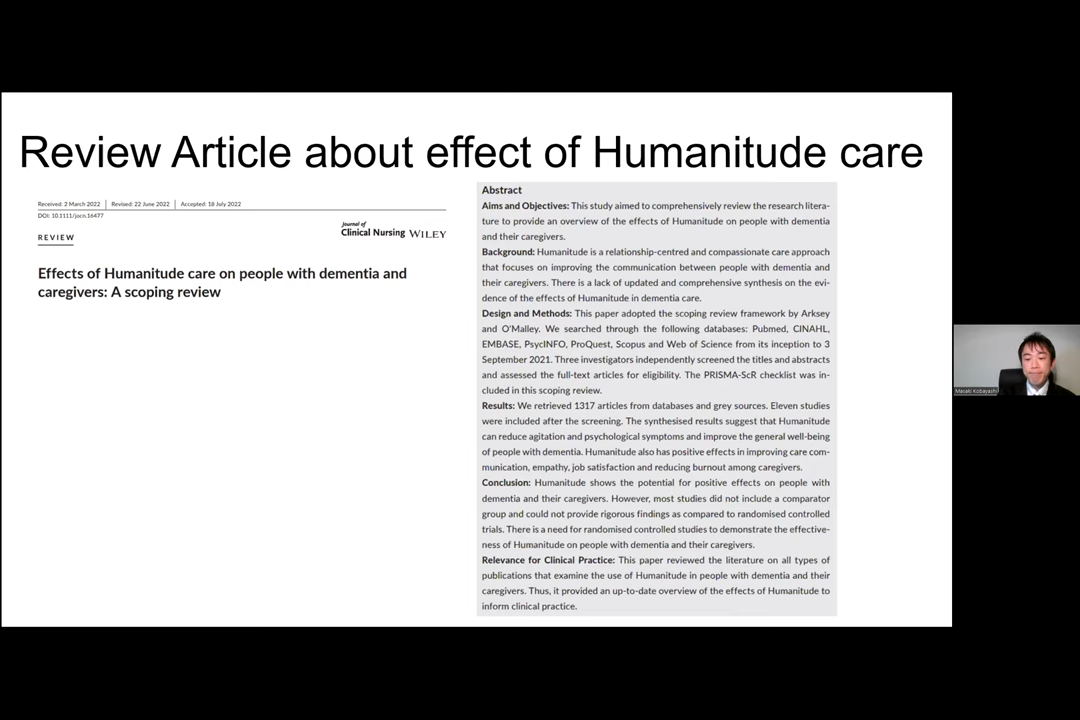 Review Article about effect of Humanitude care
Received: 2 March 2022 | Revised: 22 June 2022 | Accepted: 18 July 2022
DOI: 10.1111/jocn.16477
REVIEW
Journal of
Clinical Nursing WILEY
Effects of Humanitude care on people with dementia and
caregivers: A scoping review
Abstract
Aims and Objectives: This study aimed to comprehensively review the research litera-
ture to provide an overview of the effects of Humanitude on people with dementia
and their caregivers.
Background: Humanitude is a relationship-centred and compassionate care approach
that focuses on improving the communication between people with dementia and
their caregivers. There is a lack of updated and comprehensive synthesis on the evi-
dence of the effects of Humanitude in dementia care.
Design and Methods: This paper adopted the scoping review framework by Arksey
and O'Malley. We searched through the following databases: Pubmed, CINAHL,
EMBASE, PsycINFO, ProQuest, Scopus and Web of Science from its inception to 3
September 2021. Three investigators independently screened the titles and abstracts
and assessed the full-text articles for eligibility. The PRISMA-ScR checklist was in-
cluded in this scoping review.
Results: We retrieved 1317 articles from databases and grey sources. Eleven studies
were included after the screening. The synthesised results suggest that Humanitude
can reduce agitation and psychological symptoms and improve the general well-being
of people with dementia. Humanitude also has positive effects in improving care com-
munication, empathy, job satisfaction and reducing burnout among caregivers.
Conclusion: Humanitude shows the potential for positive effects on people with
dementia and their caregivers. However, most studies did not include a comparator
group and could not provide rigorous findings as compared to randomised controlled
trials. There is a need for randomised controlled studies to demonstrate the effective-
ness of Humanitude on people with dementia and their caregivers.
Relevance for Clinical Practice: This paper reviewed the literature on all types of
publications that examine the use of Humanitude in people with dementia and their
caregivers. Thus, it provided an up-to-date overview of the effects of Humanitude to
inform clinical practice.
Masaki Kobayashi